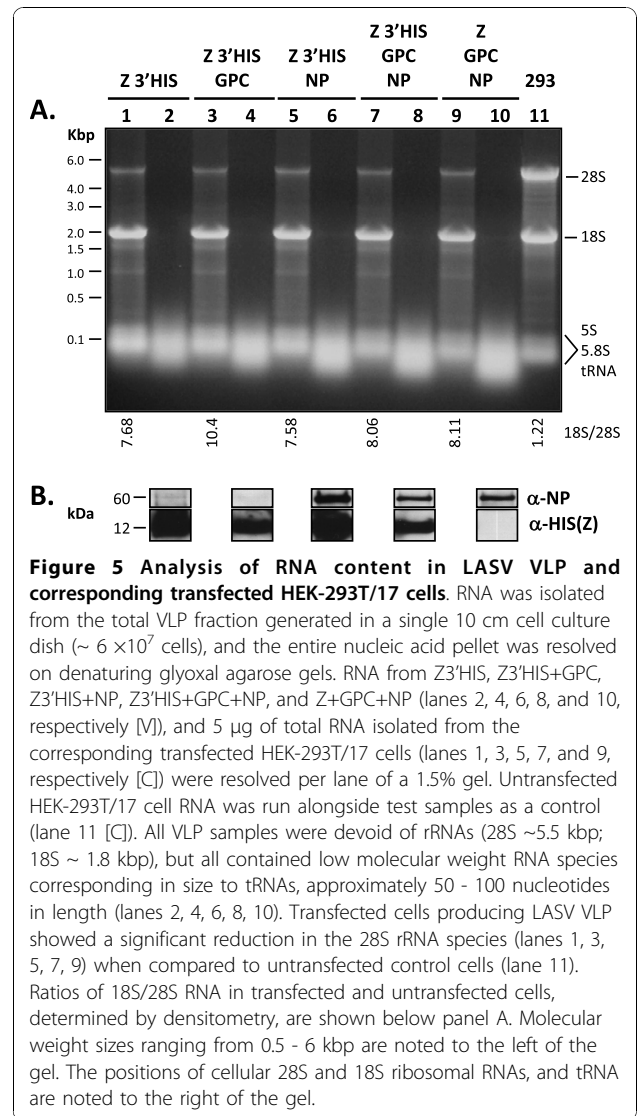 Z 3’HIS
Z 3’HIS
GPC
Z 3’HIS
NP
Z 3’HIS
GPC
NP
Z
GPC
NP
293
A.
1 2 3 4 5 6 7 8 9 10 11
Kbp
6.0
4.0
3.0
2.0
1.5
1.0
0.5
0.1
28S
18S
5S
5.8S
tRNA
7.68 10.4 7.58 8.06 8.11 1.22 18S/28S
B.
kDa
60
12
α-NP
α-HIS(Z)
Figure 5 Analysis of RNA content in LASV VLP and
corresponding transfected HEK-293T/17 cells. RNA was isolated
from the total VLP fraction generated in a single 10 cm cell culture
dish (~ 6 ×10⁷ cells), and the entire nucleic acid pellet was resolved
on denaturing glyoxal agarose gels. RNA from Z3'HIS, Z3'HIS+GPC,
Z3'HIS+NP, Z3'HIS+GPC+NP, and Z+GPC+NP (lanes 2, 4, 6, 8, and 10,
respectively [V]), and 5 μg of total RNA isolated from the
corresponding transfected HEK-293T/17 cells (lanes 1, 3, 5, 7, and 9,
respectively [C]) were resolved per lane of a 1.5% gel. Untransfected
HEK-293T/17 cell RNA was run alongside test samples as a control
(lane 11 [C]). All VLP samples were devoid of rRNAs (28S ~5.5 kbp;
18S ~ 1.8 kbp), but all contained low molecular weight RNA species
corresponding in size to tRNAs, approximately 50 - 100 nucleotides
in length (lanes 2, 4, 6, 8, 10). Transfected cells producing LASV VLP
showed a significant reduction in the 28S rRNA species (lanes 1, 3,
5, 7, 9) when compared to untransfected control cells (lane 11).
Ratios of 18S/28S RNA in transfected and untransfected cells,
determined by densitometry, are shown below panel A. Molecular
weight sizes ranging from 0.5 - 6 kbp are noted to the left of the
gel. The positions of cellular 28S and 18S ribosomal RNAs, and tRNA
are noted to the right of the gel.